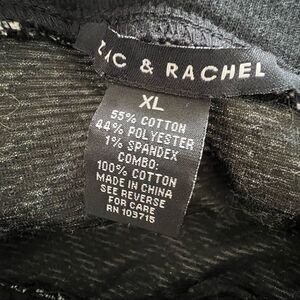 ZAC & RACHEL
XL
55% COTTON
44% POLYESTER
1% SPANDEX
COMBO:
100% COTTON
MADE IN CHINA
SEE REVERSE
FOR CARE
RN 103715